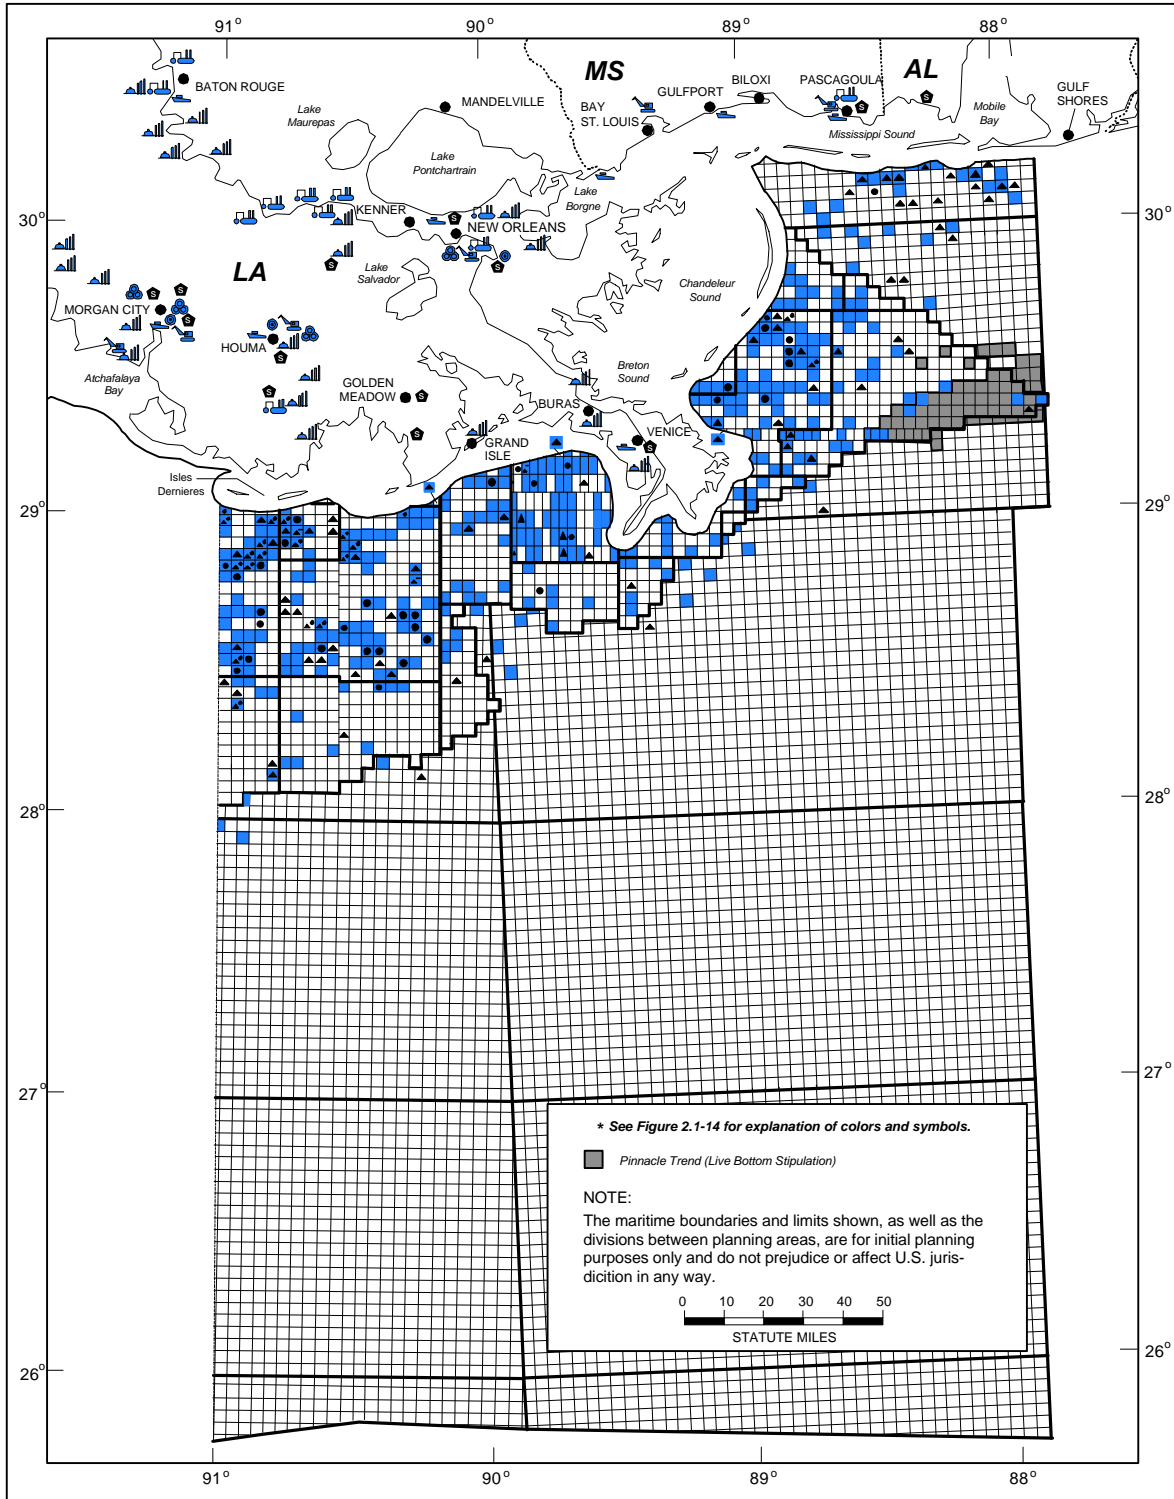 91°
90°
89°
88°
MS
AL
BATON ROUGE
Lake
Maurepas
MANDELVILLE
BAY
ST. LOUIS
GULFPORT
BILOXI
PASCAGOULA
GULF
SHORES
Mobile
Bay
Mississippi Sound
Lake
Pontchartrain
Lake
Borgne
30°
30°
KENNER
NEW ORLEANS
LA
Lake
Salvador
Chandeleur
Sound
MORGAN CITY
HOUMA
Atchafalaya
Bay
GOLDEN
MEADOW
Breton
Sound
BURAS
VENICE
GRAND
ISLE
Isles
Dernieres
29°
29°
28°
28°
27°
27°
* See Figure 2.1-14 for explanation of colors and symbols.
Pinnacle Trend (Live Bottom Stipulation)
NOTE:
The maritime boundaries and limits shown, as well as the
divisions between planning areas, are for initial planning
purposes only and do not prejudice or affect U.S. juris-
dicition in any way.
0 10 20 30 40 50
STATUTE MILES
26°
26°
91°
90°
89°
88°
S
S
S
S
S
S
S
S
S
S
S
S
S
S